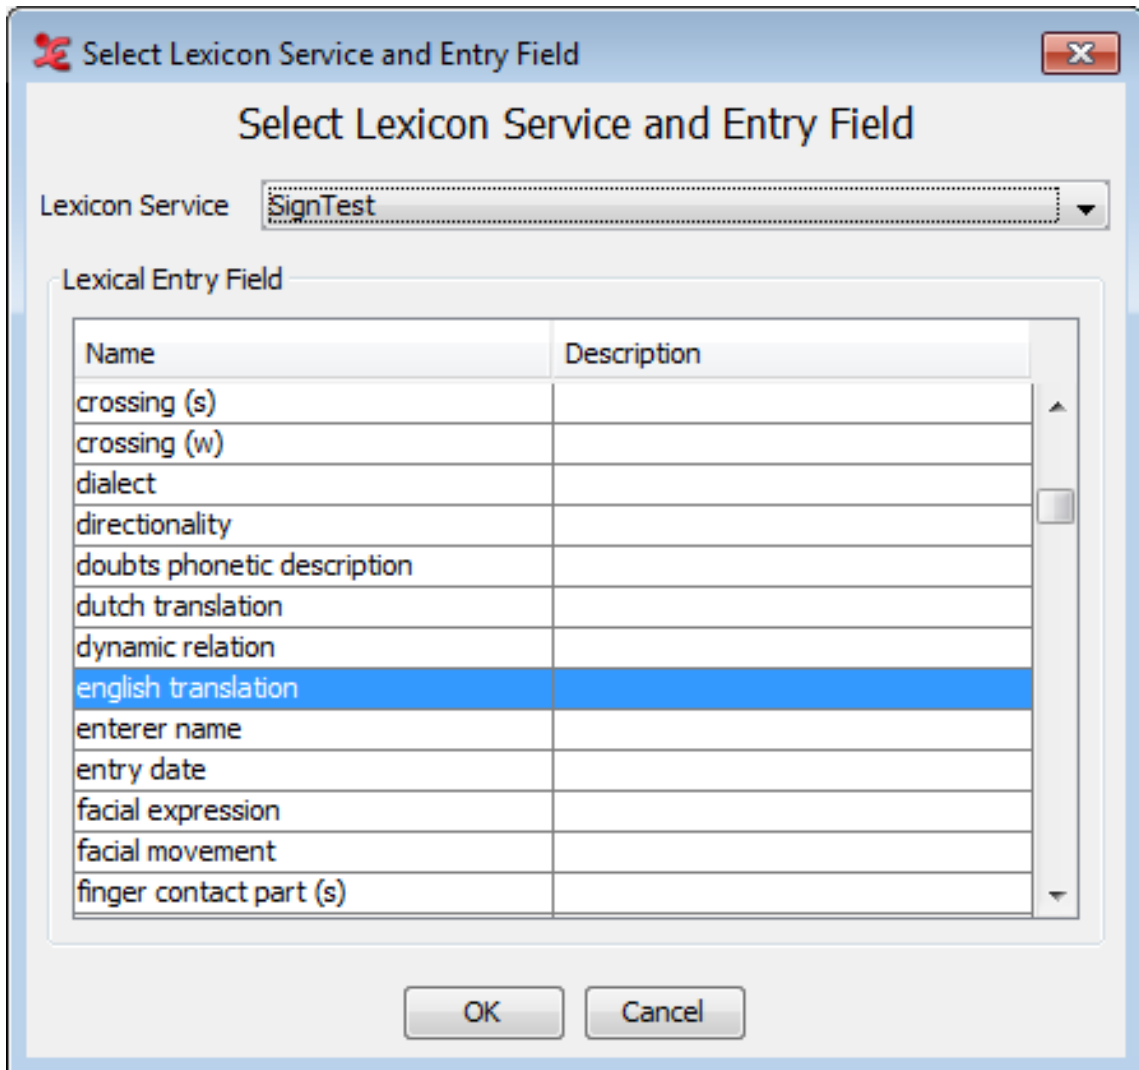 Select Lexicon Service and Entry Field
Select Lexicon Service and Entry Field
Lexicon Service SignTest
Lexical Entry Field
Name Description
crossing (s)
crossing (w)
dialect
directionality
doubts phonetic description
dutch translation
dynamic relation
english translation
enterer name
entry date
facial expression
facial movement
finger contact part (s)
OK Cancel